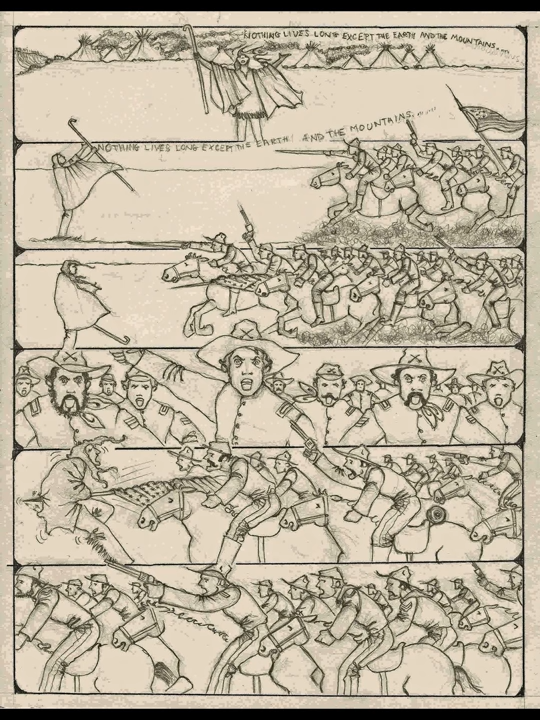 NOTHING LIVES LONG EXCEPT THE EARTH AND THE MOUNTAINS.....
NOTHING LIVES LONG EXCEPT THE EARTH AND THE MOUNTAINS.......